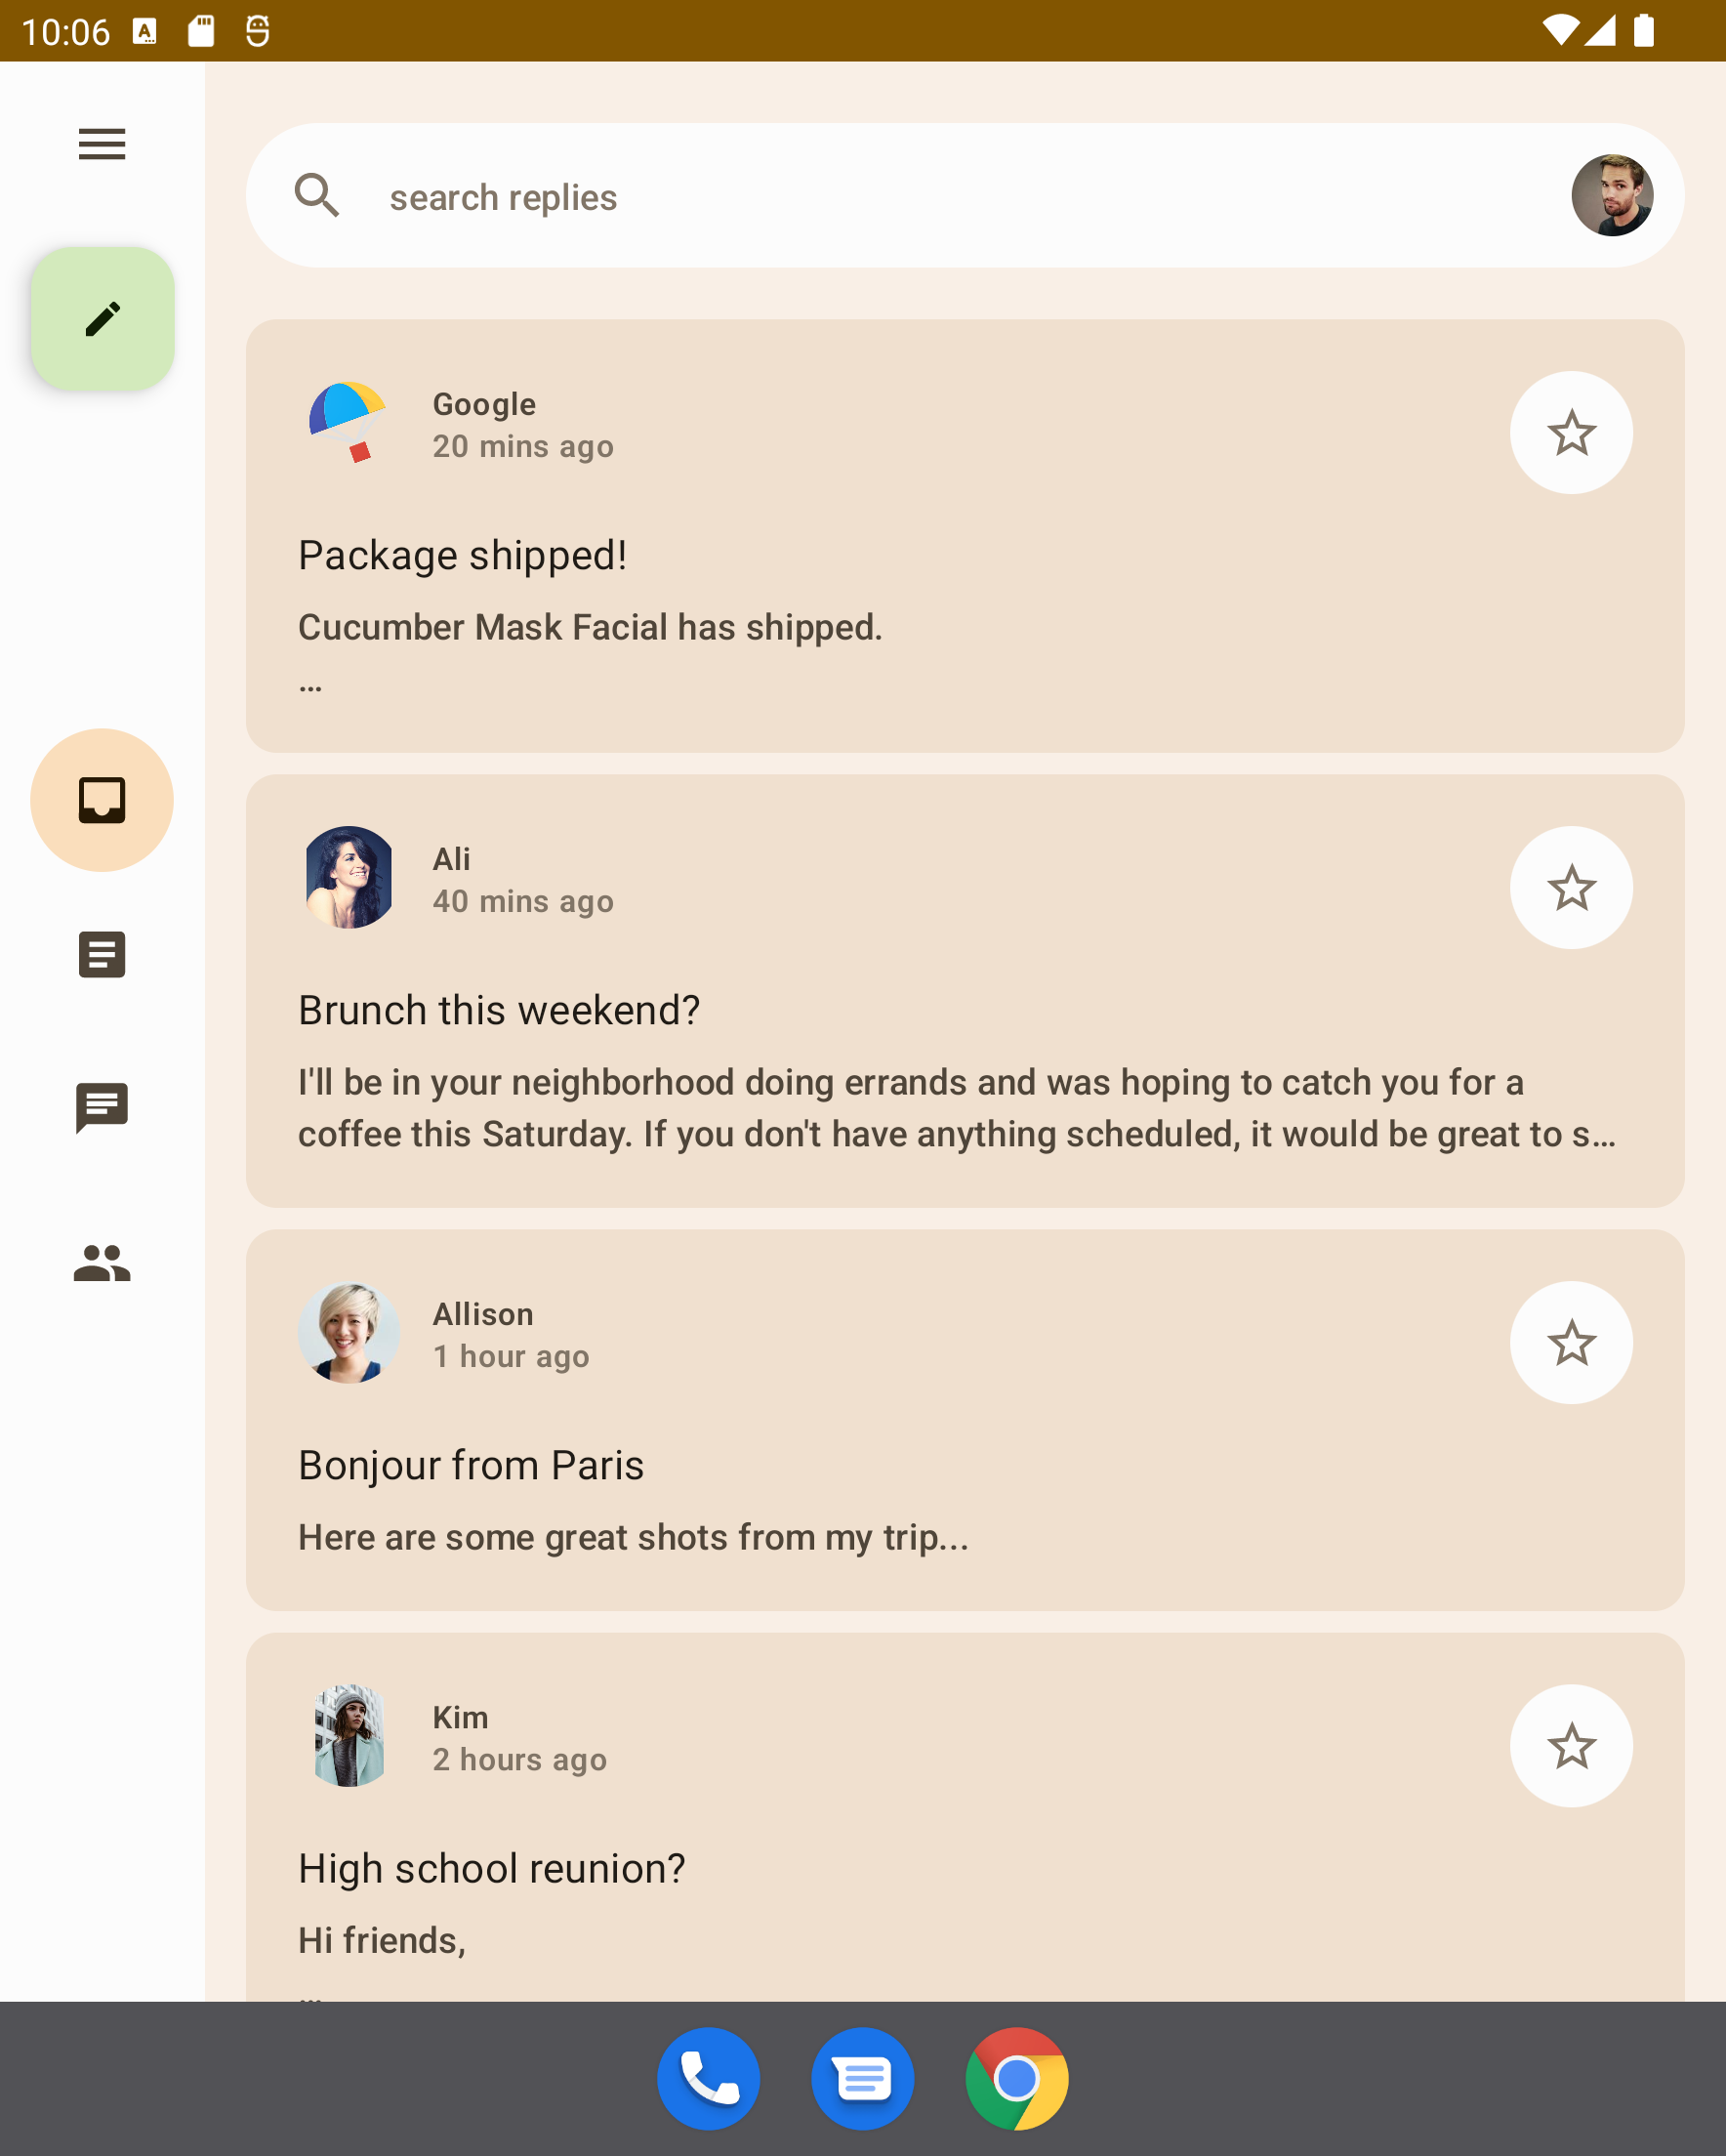 10:06
search replies
Google
20 mins ago
Package shipped!
Cucumber Mask Facial has shipped.
…
Ali
40 mins ago
Brunch this weekend?
I'll be in your neighborhood doing errands and was hoping to catch you for a
coffee this Saturday. If you don't have anything scheduled, it would be great to s…
Allison
1 hour ago
Bonjour from Paris
Here are some great shots from my trip...
Kim
2 hours ago
High school reunion?
Hi friends,
…